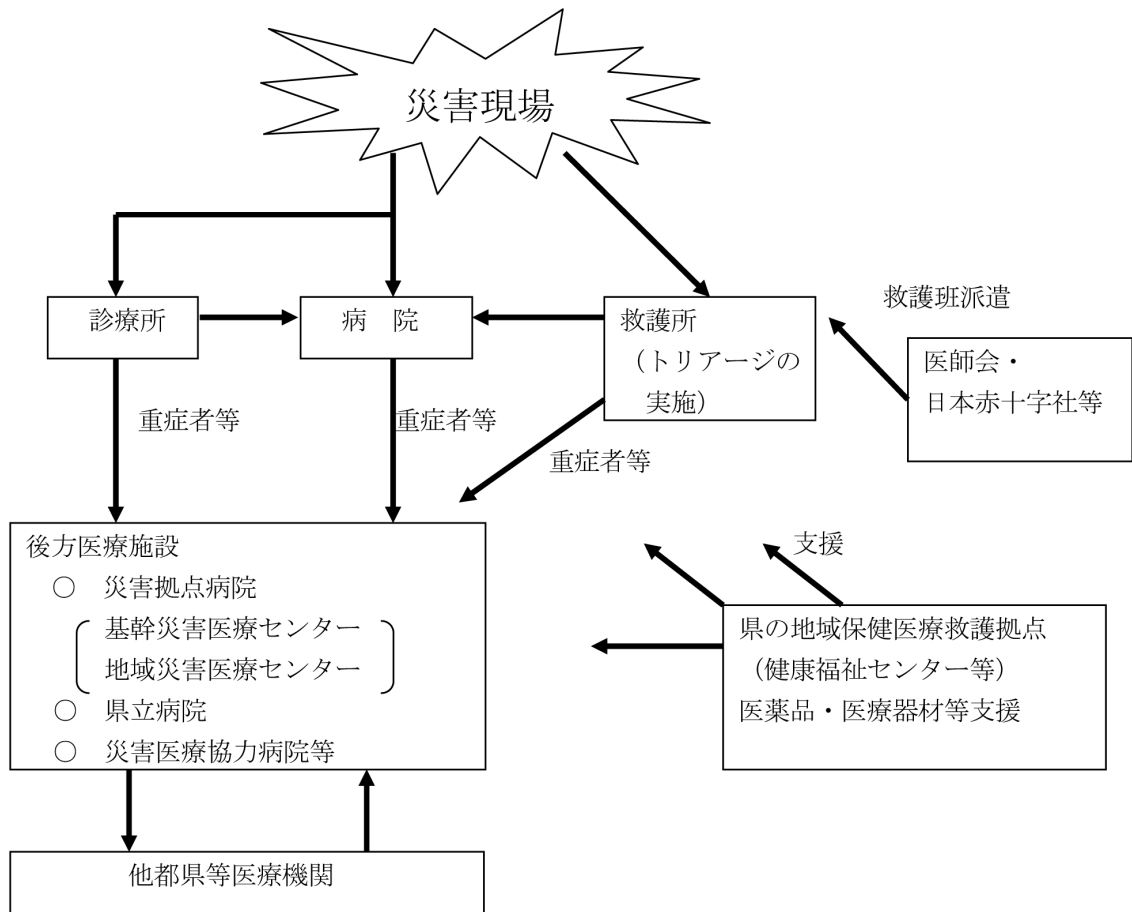 災害現場
診療所
病　院
救護所
（トリアージの
実施）
救護班派遣
医師会・
日本赤十字社等
重症者等
重症者等
重症者等
後方医療施設
○　災害拠点病院
基幹災害医療センター
地域災害医療センター
○　県立病院
○　災害医療協力病院等
支援
県の地域保健医療救護拠点
（健康福祉センター等）
医薬品・医療器材等支援
他都県等医療機関